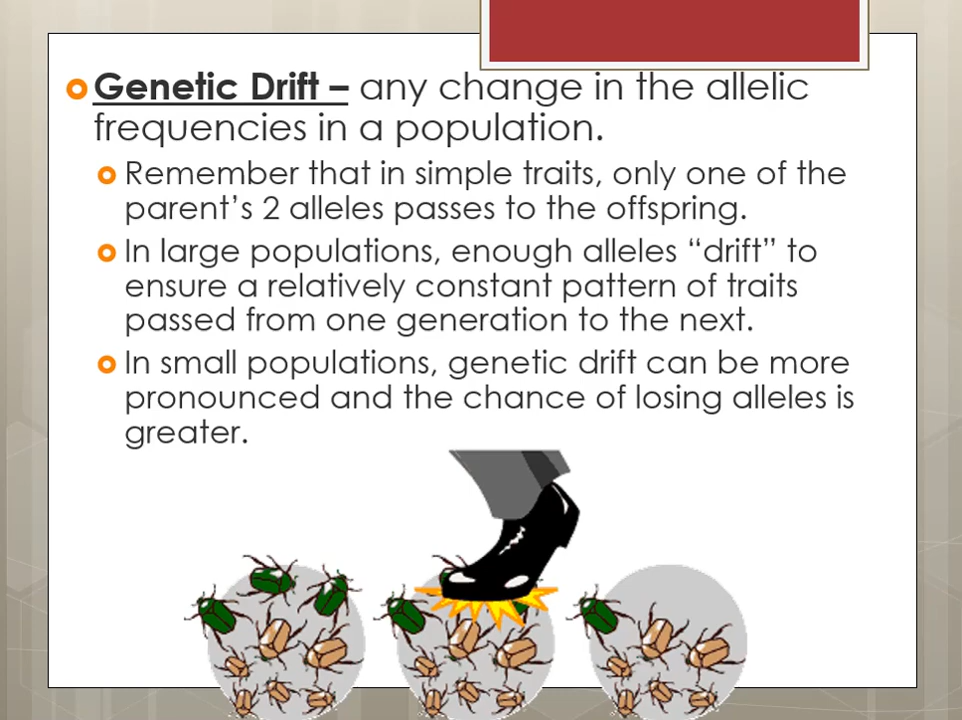 Genetic Drift – any change in the allelic
frequencies in a population.
Remember that in simple traits, only one of the
parent's 2 alleles passes to the offspring.
In large populations, enough alleles “drift” to
ensure a relatively constant pattern of traits
passed from one generation to the next.
In small populations, genetic drift can be more
pronounced and the chance of losing alleles is
greater.